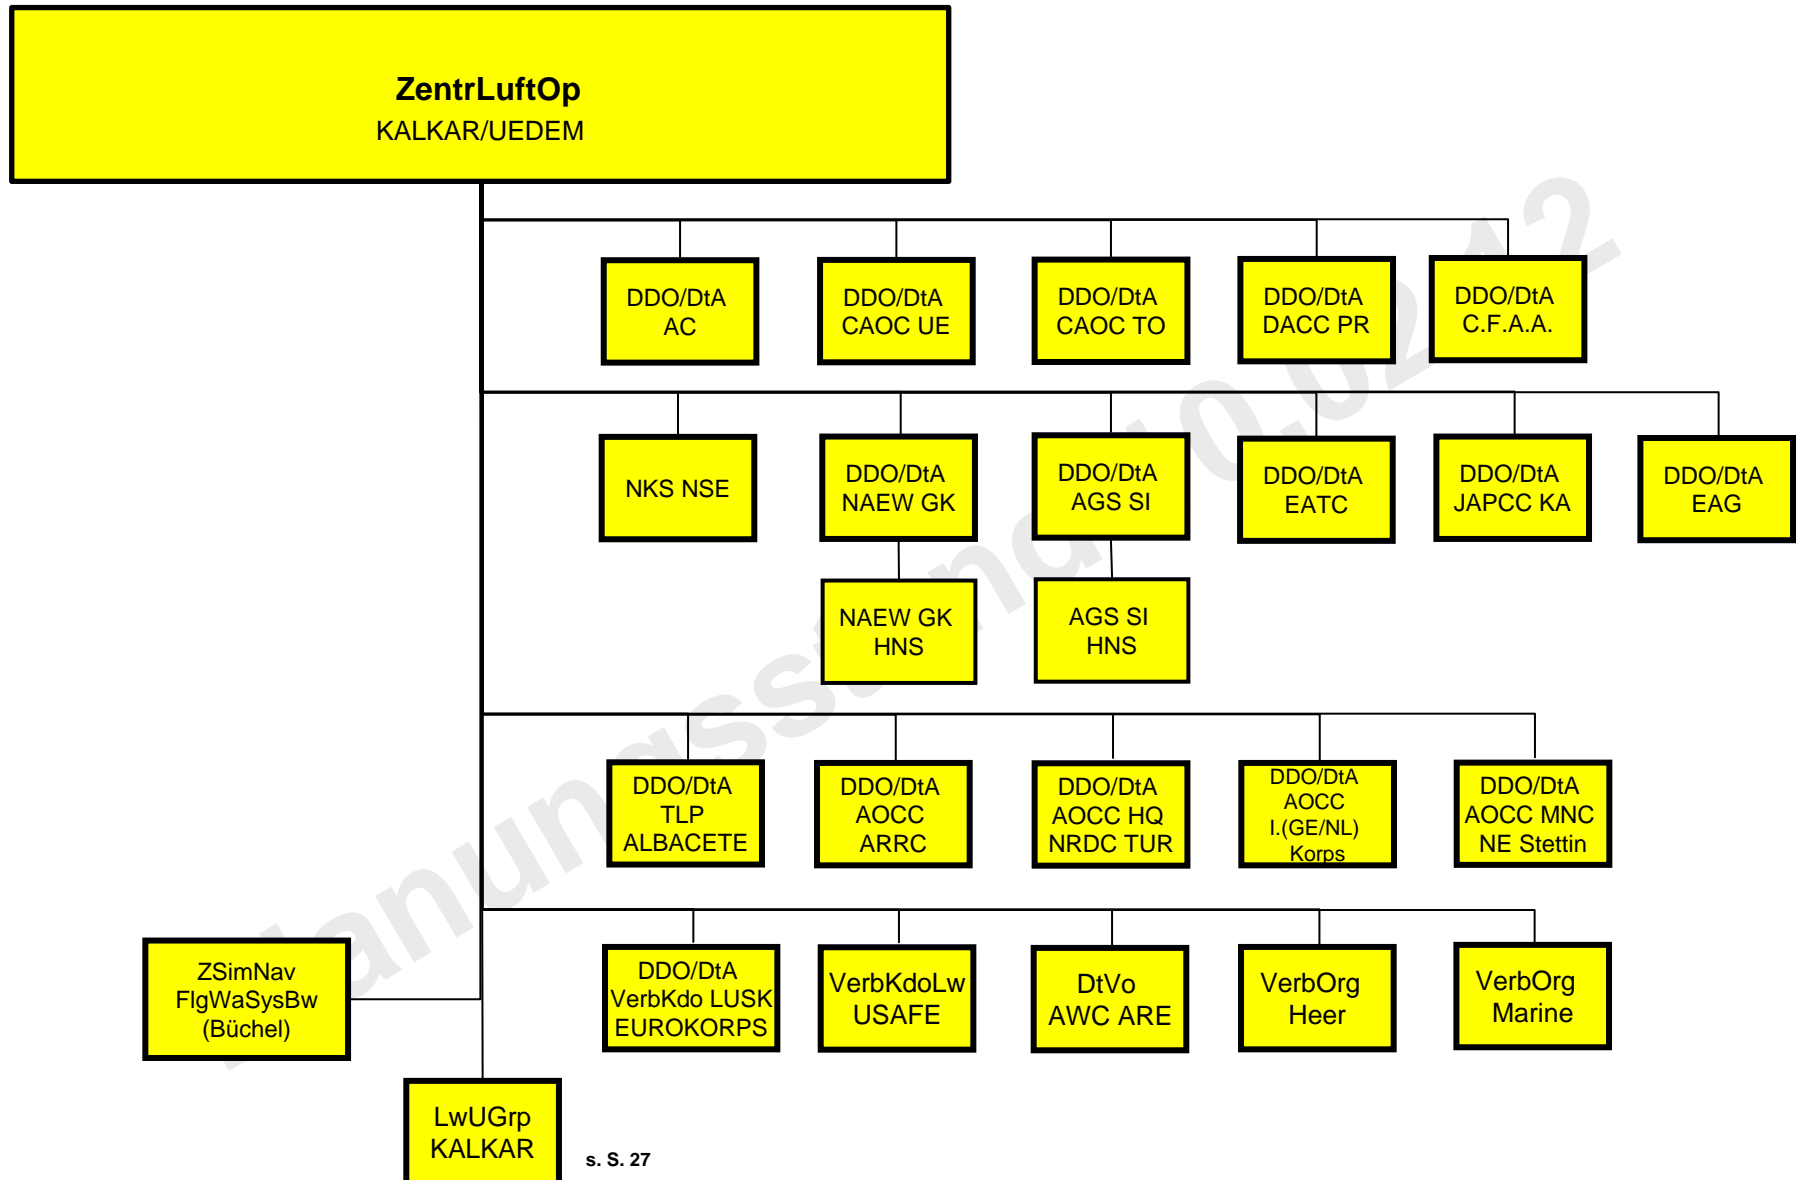 ZentrLuftOp
KALKAR/UEDEM
DDO/DtA
AC
DDO/DtA
CAOC UE
DDO/DtA
CAOC TO
DDO/DtA
DACC PR
DDO/DtA
C.F.A.A.
NKS NSE
DDO/DtA
NAEW GK
DDO/DtA
AGS SI
DDO/DtA
EATC
DDO/DtA
JAPCC KA
DDO/DtA
EAG
NAEW GK
HNS
AGS SI
HNS
DDO/DtA
TLP
ALBACETE
DDO/DtA
AOCC
ARRC
DDO/DtA
AOCC HQ
NRDC TUR
DDO/DtA
AOCC
I.(GE/NL)
Korps
DDO/DtA
AOCC MNC
NE Stettin
ZSimNav
FlgWaSysBw
(Büchel)
DDO/DtA
VerbKdo LUSK
EUROKORPS
VerbKdoLw
USAFE
DtVo
AWC ARE
VerbOrg
Heer
VerbOrg
Marine
LwUGrp
KALKAR
s. S. 27